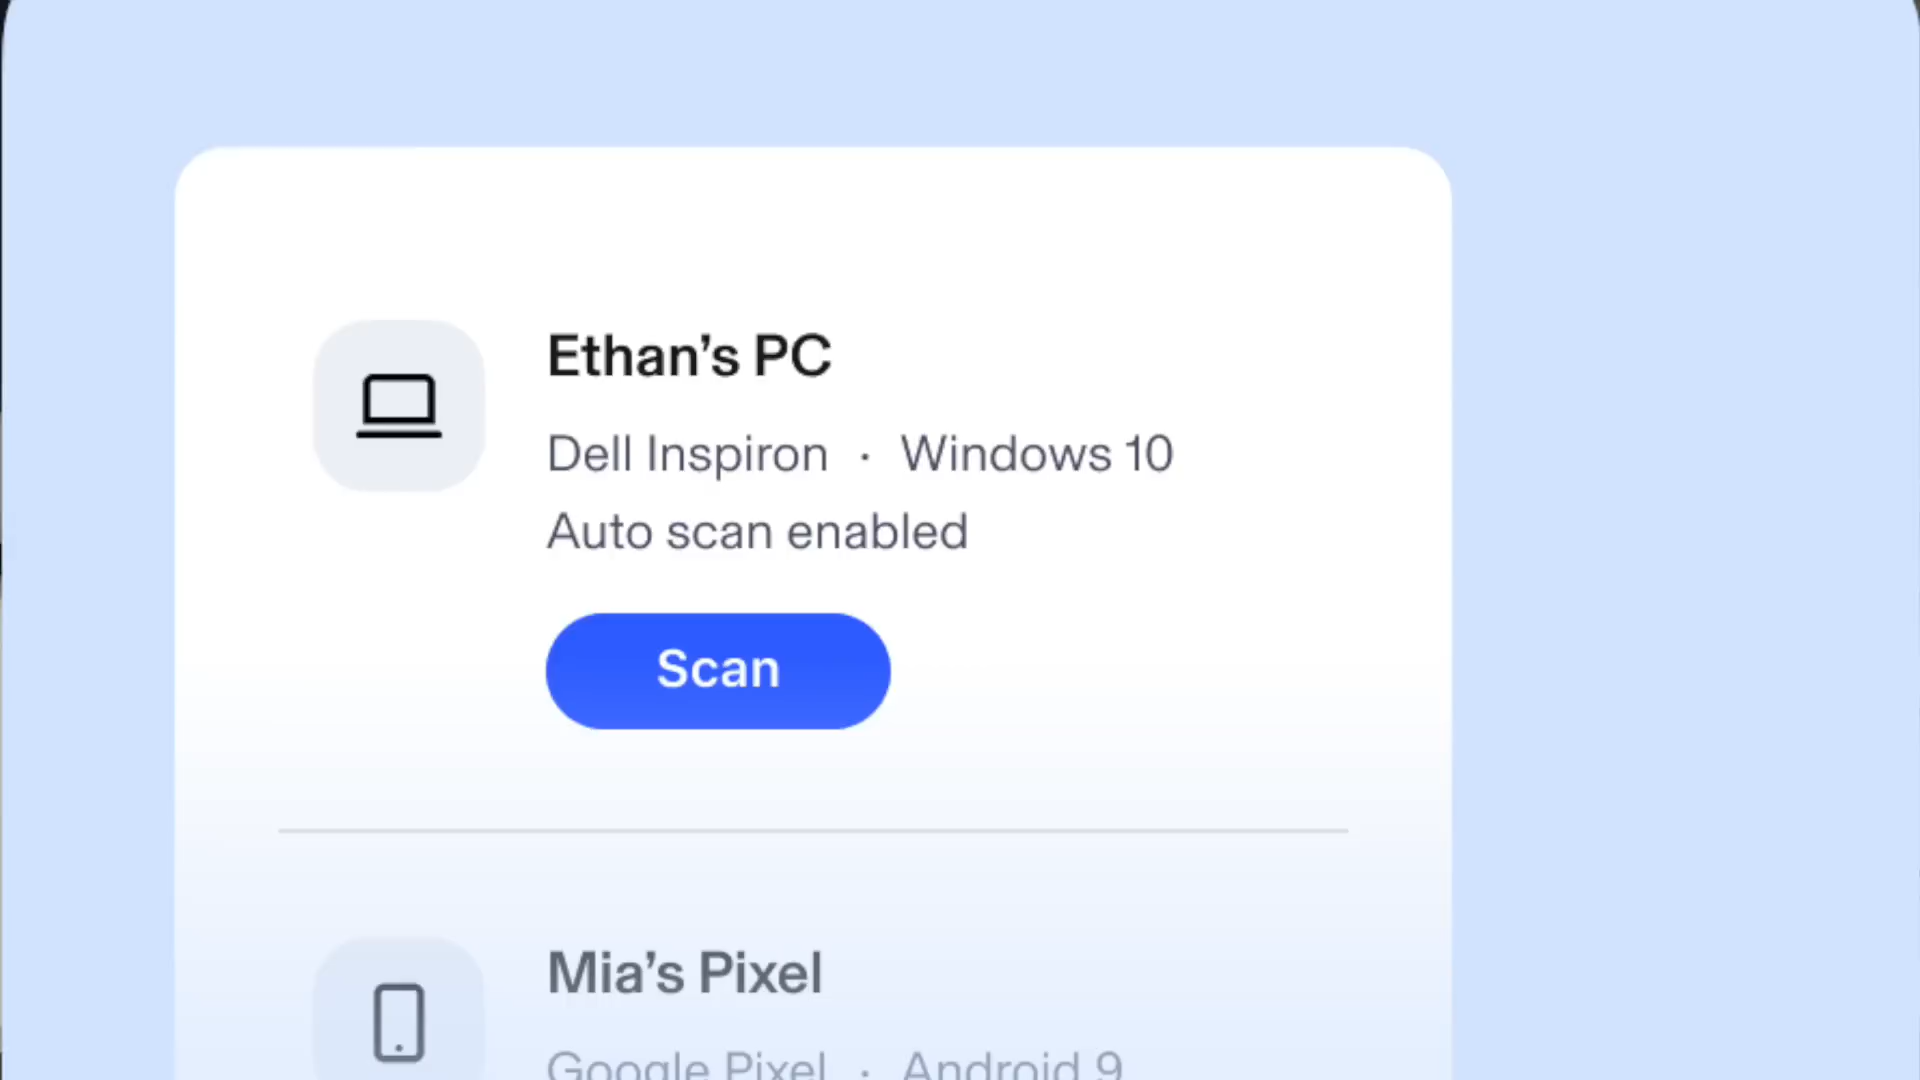 Ethan’s PC
Dell Inspiron · Windows 10
Auto scan enabled
Scan
Mia’s Pixel
Google Pixel · Android 9